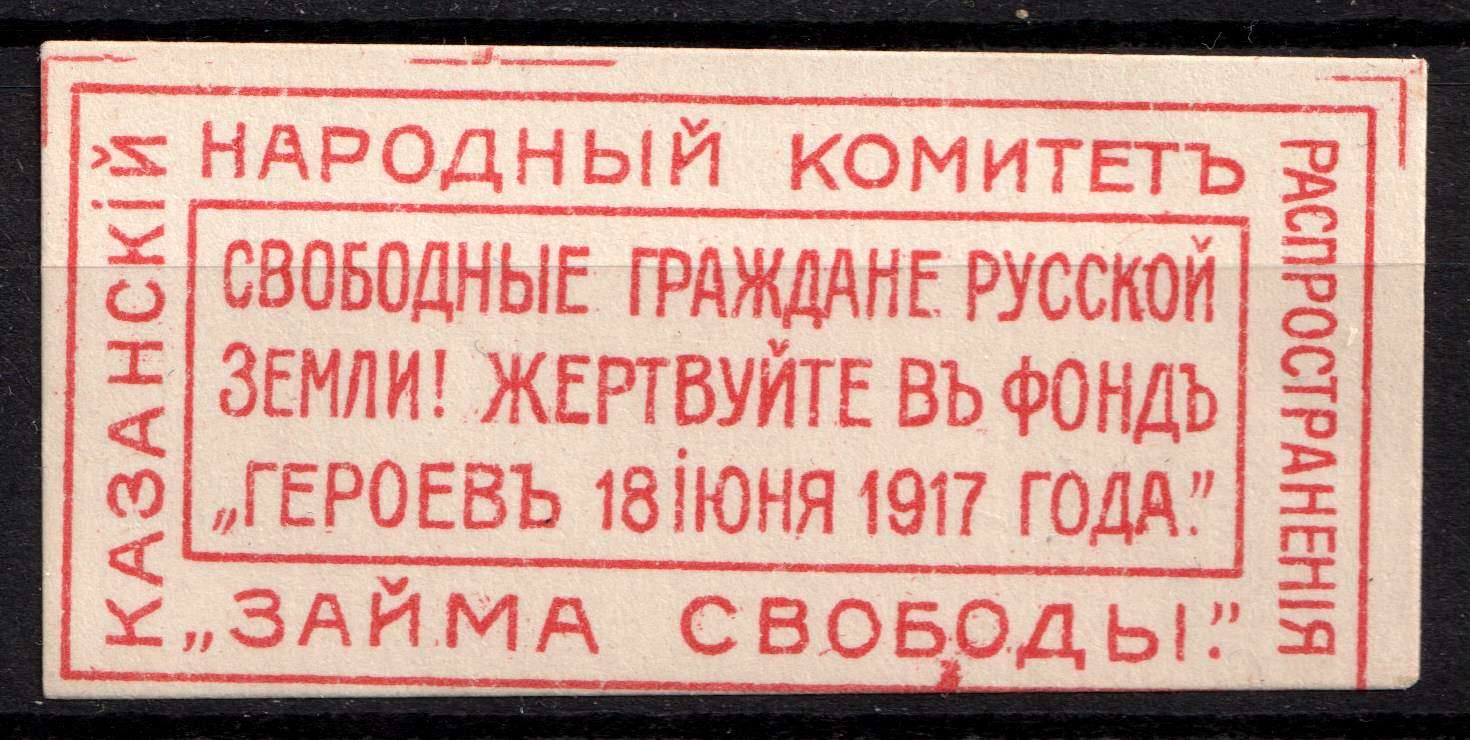 КАЗАНСКІЙ
НАРОДНЫЙ КОМИТЕТЪ
РАСПРОСТРАНЕНІЯ
„ЗАЙМА СВОБОДЫ."
СВОБОДНЫЕ ГРАЖДАНЕ РУССКОЙ
ЗЕМЛИ! ЖЕРТВУЙТЕ ВЪ ФОНДЪ
„ГЕРОЕВЪ 18 ІЮНЯ 1917 ГОДА."